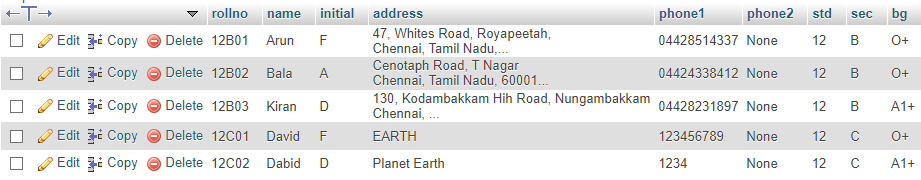 rollno name initial address phone1 phone2 std sec bg
Edit Copy Delete 12B01 Arun F 47, Whites Road, Royapeetah, 04428514337 None 12 B O+
Chennai, Tamil Nadu,...
Edit Copy Delete 12B02 Bala A Cenotaph Road, T Nagar 04424338412 None 12 B O+
Chennai, Tamil Nadu, 60001...
Edit Copy Delete 12B03 Kiran D 130, Kodambakkam Hih Road, Nungambakkam 04428231897 None 12 B A1+
Chennai, ...
Edit Copy Delete 12C01 David F EARTH 123456789 None 12 C O+
Edit Copy Delete 12C02 Dabid D Planet Earth 1234 None 12 C A1+